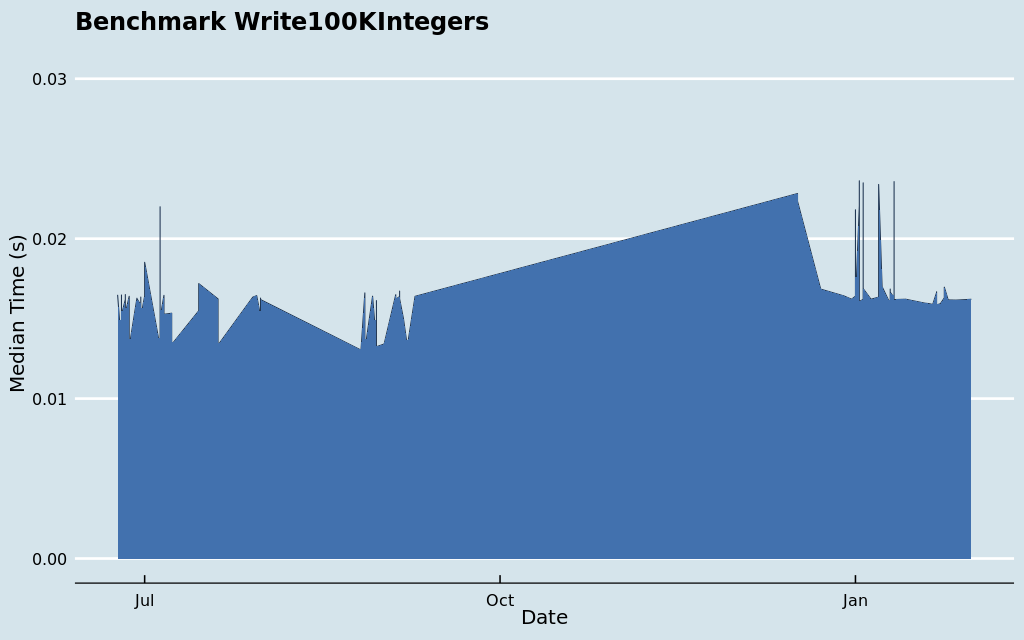 Benchmark Write100KIntegers
0.03
0.02
0.01
0.00
Median Time (s)
Jul
Oct
Jan
Date